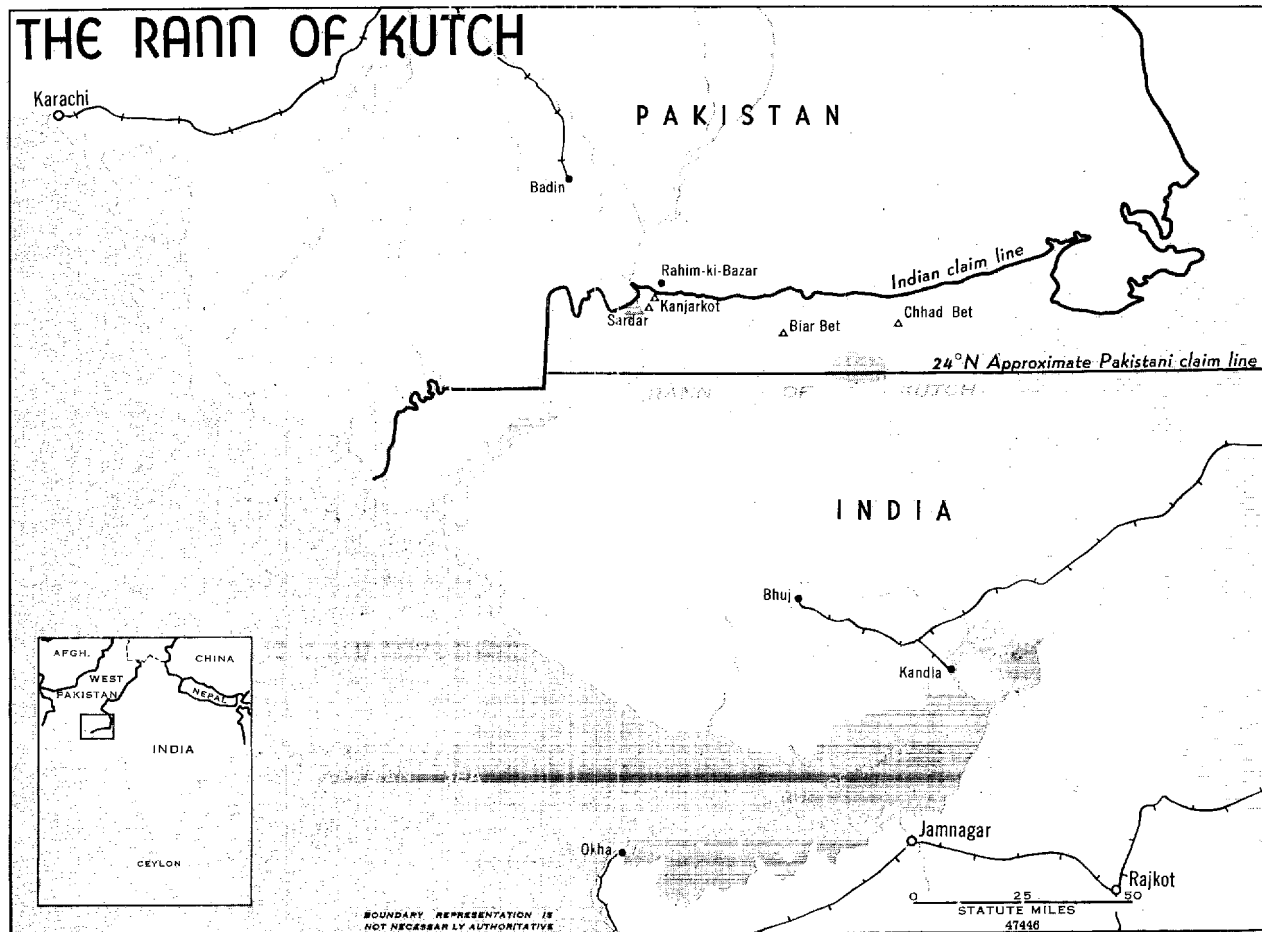 THE RANN OF KUTCH
Karachi
PAKISTAN
Badin
Rahim-ki-Bazar
Indian claim line
Kanjarkot
Sardar
Biar Bet
Chhad Bet
24°N Approximate Pakistani claim line
RANN OF KUTCH
INDIA
Bhuj
Kandla
AFGH.
CHINA
WEST
PAKISTAN
NEPAL
INDIA
CEYLON
Jamnagar
Okha
Rajkot
0 25 50
STATUTE MILES
47446
BOUNDARY REPRESENTATION IS
NOT NECESSAR LY AUTHORITATIVE